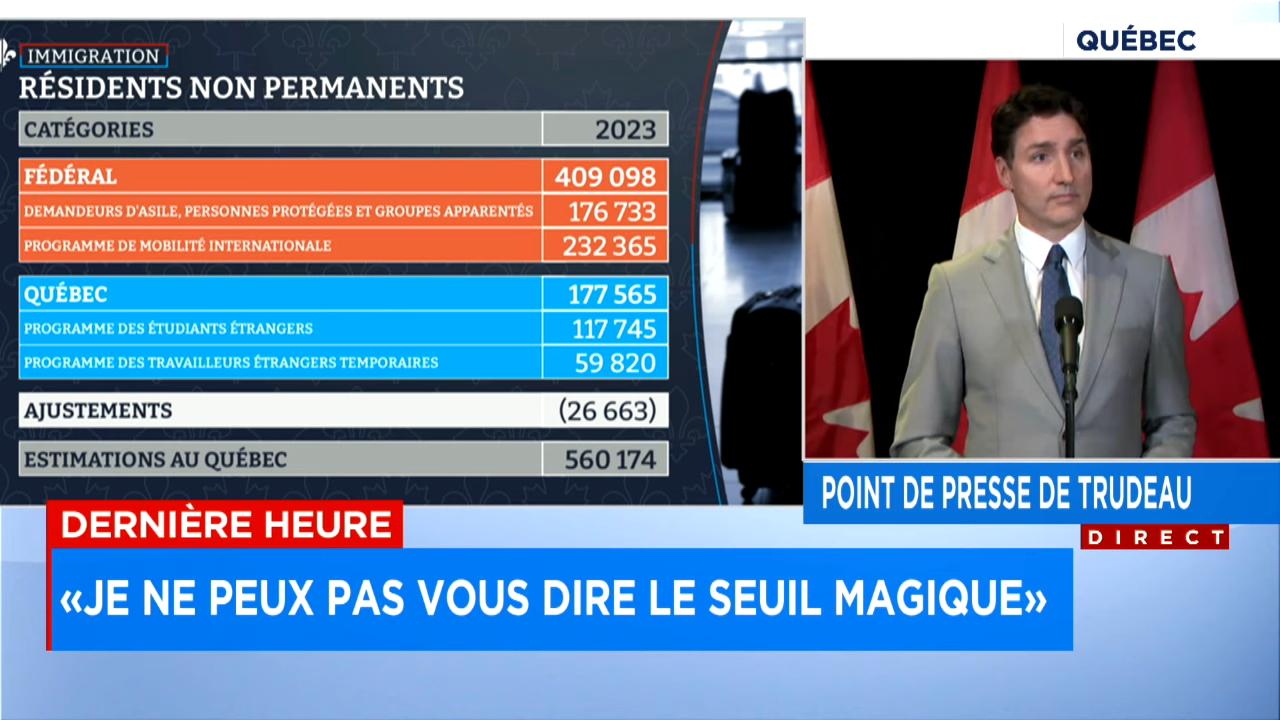 IMMIGRATION
RÉSIDENTS NON PERMANENTS
CATÉGORIES 2023
FÉDÉRAL 409 098
DEMANDEURS D'ASILE, PERSONNES PROTÉGÉES ET GROUPES APPARENTÉS 176 733
PROGRAMME DE MOBILITÉ INTERNATIONALE 232 365
QUÉBEC 177 565
PROGRAMME DES ÉTUDIANTS ÉTRANGERS 117 745
PROGRAMME DES TRAVAILLEURS ÉTRANGERS TEMPORAIRES 59 820
AJUSTEMENTS (26 663)
ESTIMATIONS AU QUÉBEC 560 174
QUÉBEC
POINT DE PRESSE DE TRUDEAU
DIRECT
DERNIÈRE HEURE
«JE NE PEUX PAS VOUS DIRE LE SEUIL MAGIQUE»